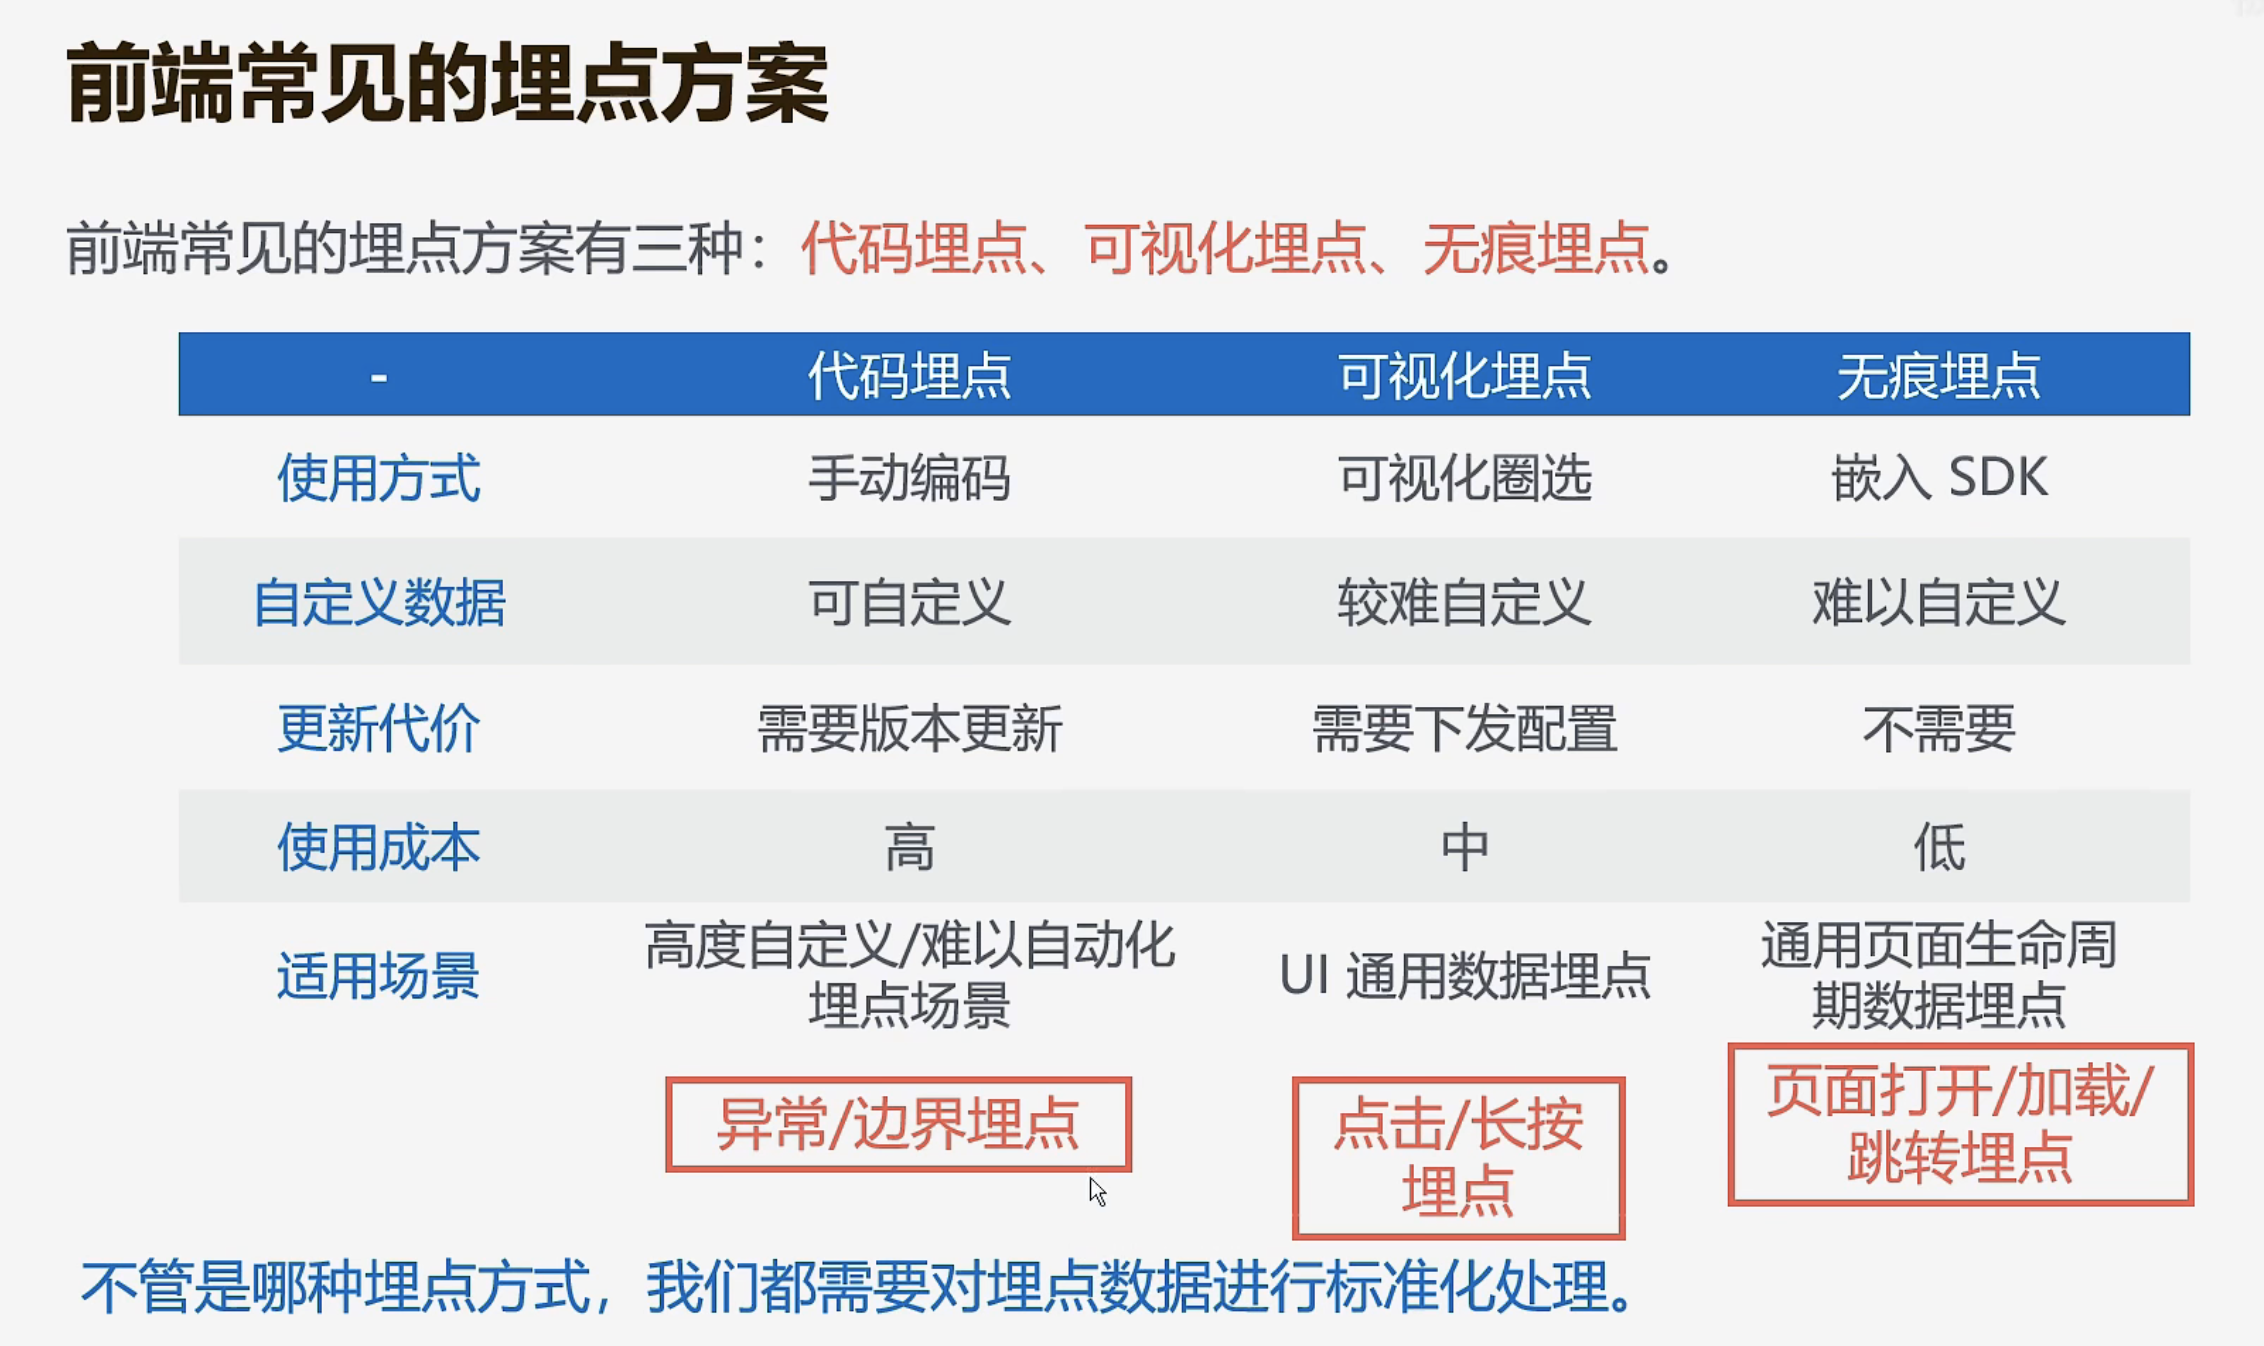 前端常见的埋点方案
前端常见的埋点方案有三种：代码埋点、可视化埋点、无痕埋点。
- 代码埋点 可视化埋点 无痕埋点
使用方式 手动编码 可视化圈选 嵌入 SDK
自定义数据 可自定义 较难自定义 难以自定义
更新代价 需要版本更新 需要下发配置 不需要
使用成本 高 中 低
适用场景
高度自定义/难以自动化
埋点场景
UI 通用数据埋点
通用页面生命周
期数据埋点
异常/边界埋点
点击/长按
埋点
页面打开/加载/
跳转埋点
不管是哪种埋点方式，我们都需要对埋点数据进行标准化处理。